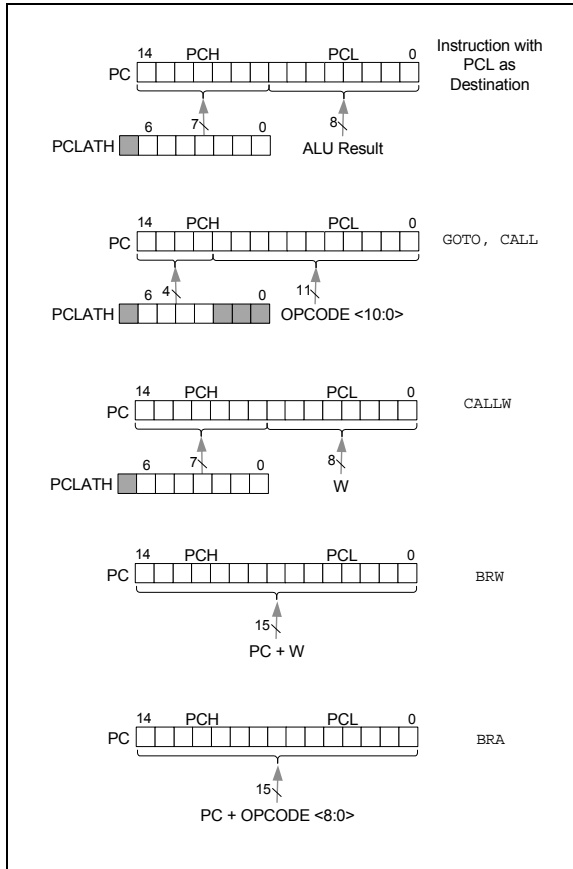 14 PCH PCL 0
PC
Instruction with
PCL as
Destination
6 7 0 8
PCLATH
ALU Result
14 PCH PCL 0
PC
GOTO, CALL
6 4 0 11
PCLATH
OPCODE <10:0>
14 PCH PCL 0
PC
CALLW
6 7 0 8
PCLATH
W
14 PCH PCL 0
PC
BRW
15
PC + W
14 PCH PCL 0
PC
BRA
15
PC + OPCODE <8:0>